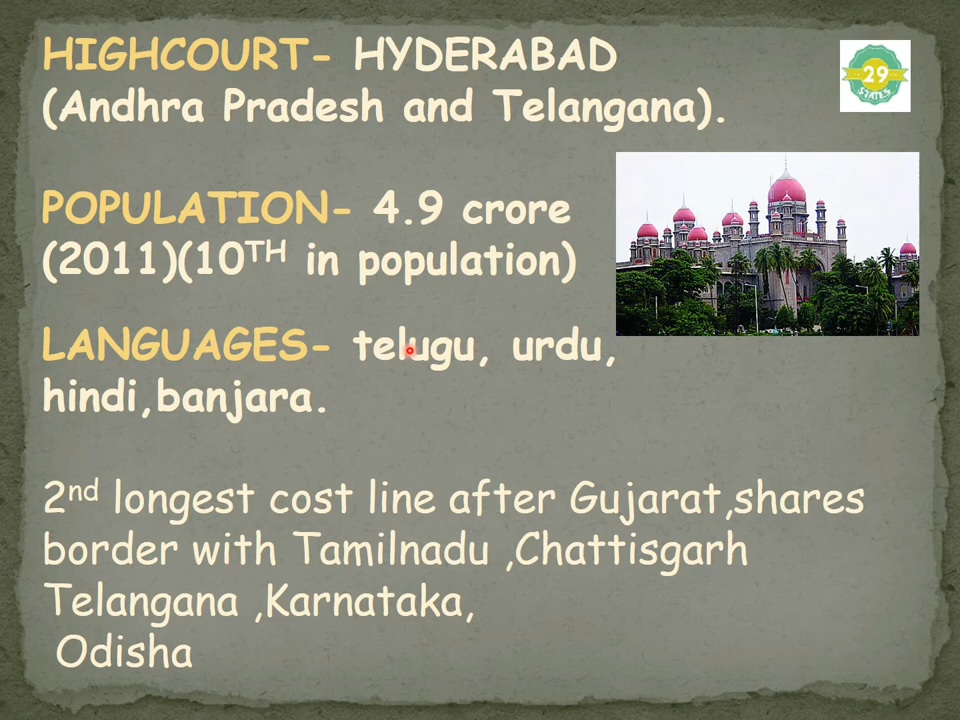 HIGHCOURT- HYDERABAD
(Andhra Pradesh and Telangana).
29
STATES
POPULATION- 4.9 crore
(2011)(10TH in population)
LANGUAGES- telugu, urdu,
hindi,banjara.
2nd longest cost line after Gujarat,shares
border with Tamilnadu ,Chattisgarh
Telangana ,Karnataka,
Odisha